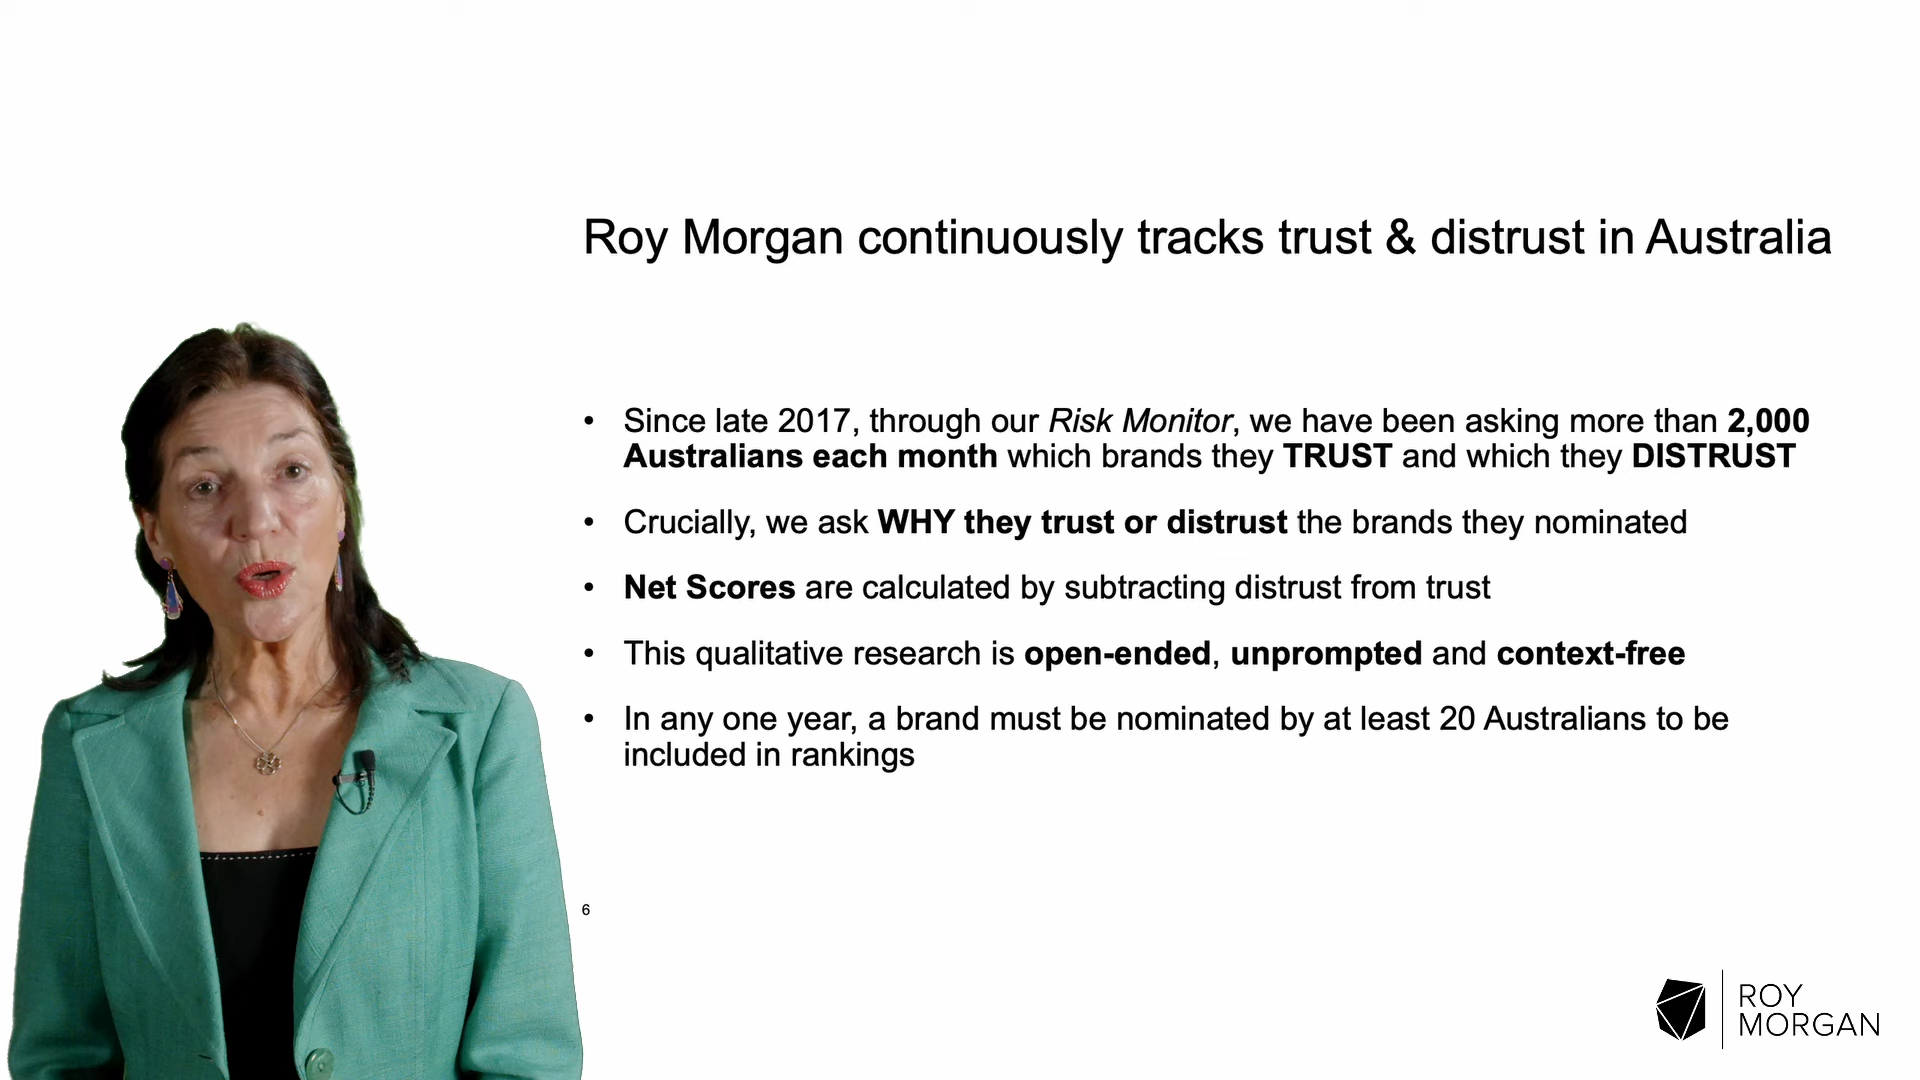 Roy Morgan continuously tracks trust & distrust in Australia
• Since late 2017, through our Risk Monitor, we have been asking more than 2,000
Australians each month which brands they TRUST and which they DISTRUST
• Crucially, we ask WHY they trust or distrust the brands they nominated
• Net Scores are calculated by subtracting distrust from trust
• This qualitative research is open-ended, unprompted and context-free
• In any one year, a brand must be nominated by at least 20 Australians to be
included in rankings
6
ROY
MORGAN